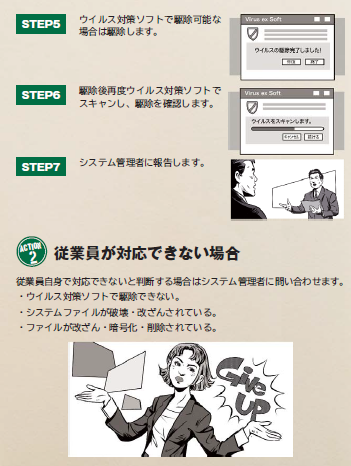 STEP5
ウイルス対策ソフトで駆除可能な
場合は駆除します。
Virus ex Soft
ウイルスの駆除完了しました!
終了
STEP6
駆除後再度ウイルス対策ソフトで
スキャンし、駆除を確認します。
Virus ex Soft
ウイルスをスキャンします。
キャンセル
続ける
STEP7
システム管理者に報告します。
ACTION
2
従業員が対応できない場合
従業員自身で対応できないと判断する場合はシステム管理者に問い合わせます。
・ウイルス対策ソフトで駆除できない。
・システムファイルが破壊・改ざんされている。
・ファイルが改ざん・暗号化・削除されている。
Give
UP